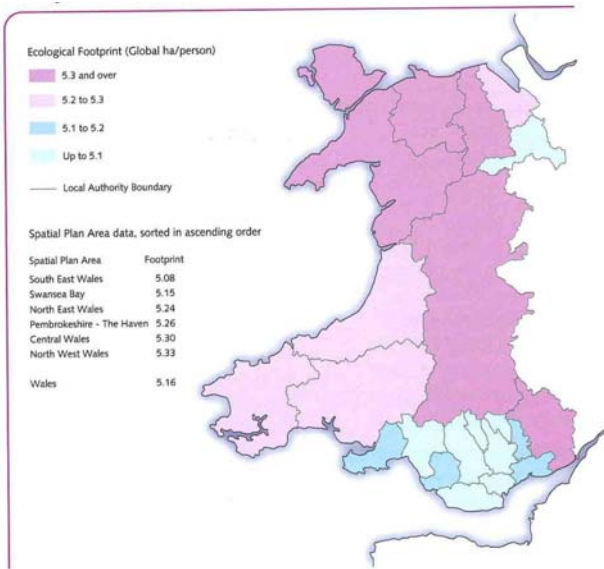 Ecological Footprint (Global ha/person)
5.3 and over
5.2 to 5.3
5.1 to 5.2
Up to 5.1
Local Authority Boundary
Spatial Plan Area data, sorted in ascending order
Spatial Plan Area Footprint
South East Wales 5.08
Swansea Bay 5.15
North East Wales 5.24
Pembrokeshire - The Haven 5.26
Central Wales 5.30
North West Wales 5.33
Wales 5.16